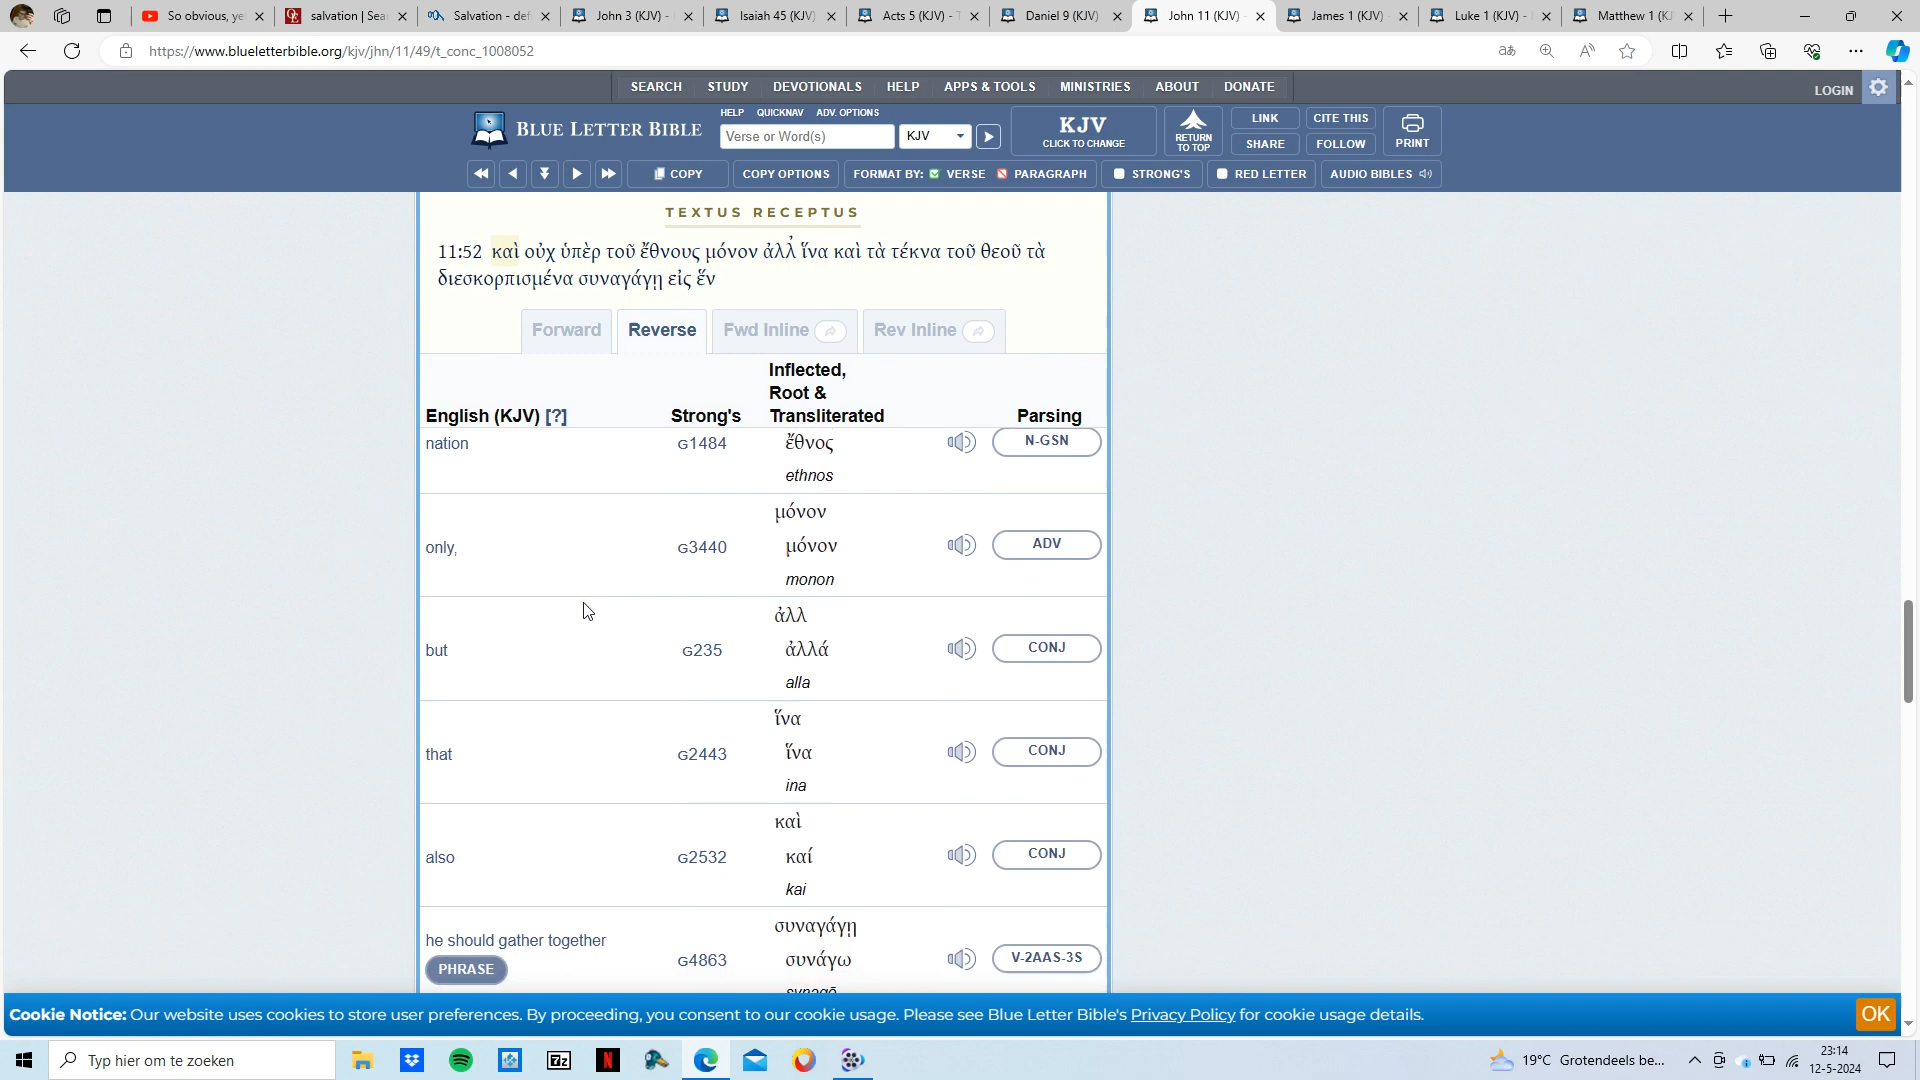 So obvious, ye
salvation | Sea
Salvation - def
John 3 (KJV) -
Isaiah 45 (KJV)
Acts 5 (KJV) - T
Daniel 9 (KJV)
John 11 (KJV)
James 1 (KJV)
Luke 1 (KJV) -
Matthew 1 (KJ
https://www.blueletterbible.org/kjv/jhn/11/49/t_conc_1008052
SEARCH STUDY DEVOTIONALS HELP APPS & TOOLS MINISTRIES ABOUT DONATE
LOGIN
BLUE LETTER BIBLE
HELP QUICKNAV ADV. OPTIONS
Verse or Word(s)
KJV
KJV
CLICK TO CHANGE
RETURN
TO TOP
LINK
CITE THIS
SHARE
FOLLOW
PRINT
COPY
COPY OPTIONS
FORMAT BY: VERSE PARAGRAPH
STRONG'S
RED LETTER
AUDIO BIBLES
TEXTUS RECEPTUS
11:52 καὶ οὐχ ὑπὲρ τοῦ ἔθνους μόνον ἀλλ̓ ἵνα καὶ τὰ τέκνα τοῦ θεοῦ τὰ
διεσκορπισμένα συναγάγῃ εἰς ἕν
Forward Reverse Fwd Inline Rev Inline
Inflected,
Root &
English (KJV) [?] Strong's Transliterated Parsing
nation G1484 ἔθνος N-GSN
ethnos
μόνον
only, G3440 μόνον ADV
monon
ἀλλ
but G235 ἀλλά CONJ
alla
ἵνα
that G2443 ἵνα CONJ
ina
καὶ
also G2532 καί CONJ
kai
συναγάγῃ
he should gather together
G4863 συνάγω V-2AAS-3S
PHRASE
synagō
Cookie Notice: Our website uses cookies to store user preferences. By proceeding, you consent to our cookie usage. Please see Blue Letter Bible's Privacy Policy for cookie usage details.
OK
Typ hier om te zoeken
7z
N
19°C Grotendeels be...
23:14
12-5-2024